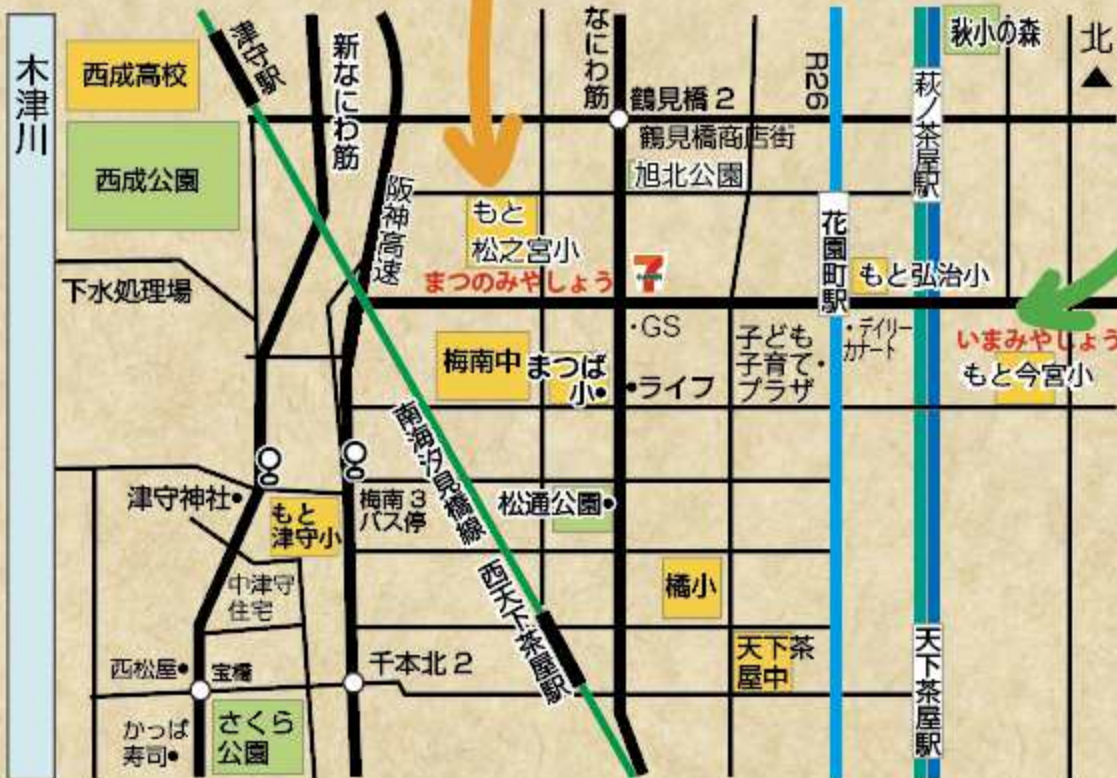 木津川
西成高校
西成公園
津守駅
新なにわ筋
阪神高速
なにわ筋
鶴見橋2
鶴見橋商店街
旭北公園
R26
萩ノ茶屋駅
萩小の森
北
もと
松之宮小
まつのみやしょう
花園町駅
もと弘治小
下水処理場
梅南中
まつば
小
・GS
ライフ
子ども
子育て・
プラザ
・デイリー
カナート
いまみやしょう
もと今宮小
南海汐見橋線
津守神社
もと
津守小
梅南3
バス停
松通公園
中津守
住宅
橘小
西天下茶屋駅
天下茶
屋中
天下茶屋駅
西松屋
宝橋
千本北2
かっぱ
寿司
さくら
公園